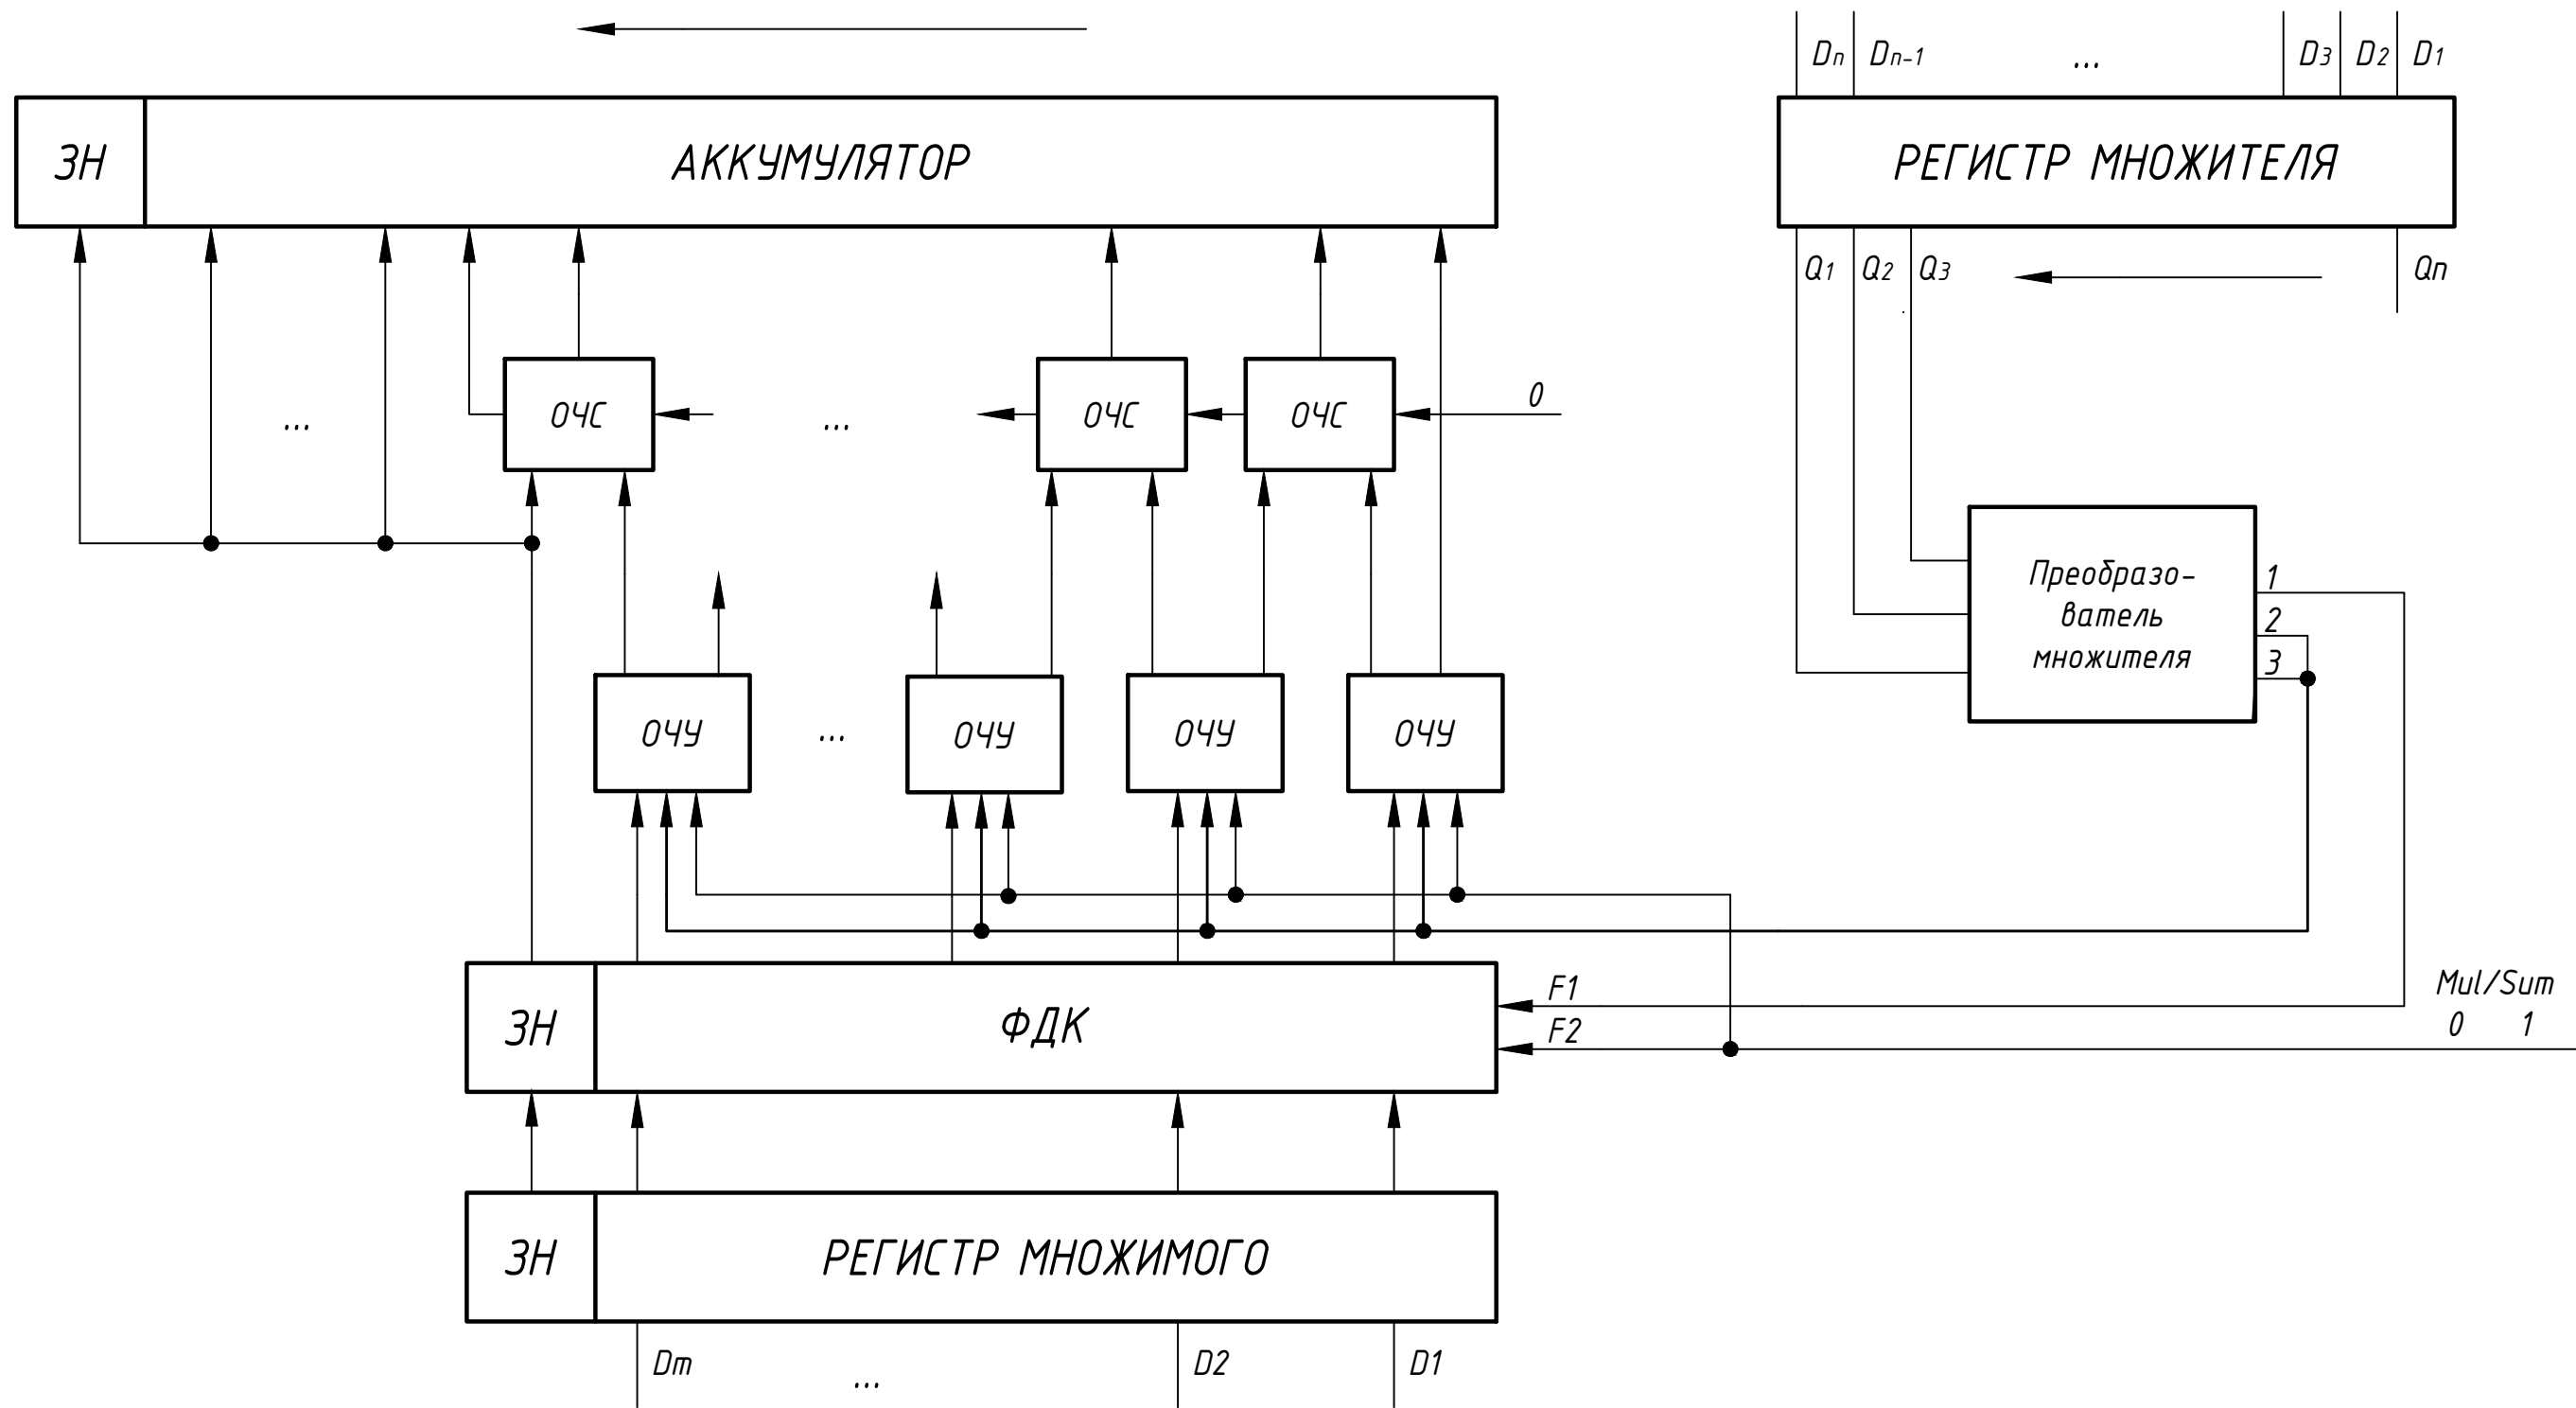 Dn Dn-1 ... D3 D2 D1
ЗН АККУМУЛЯТОР
РЕГИСТР МНОЖИТЕЛЯ
Q1 Q2 Q3 Qn
ОЧС ... ОЧС ОЧС 0
...
Преобразо-
ватель
множителя
1
2
3
ОЧУ ... ОЧУ ОЧУ ОЧУ
ЗН ФДК
F1
F2
Mul/Sum
0 1
ЗН РЕГИСТР МНОЖИМОГО
Dm ... D2 D1